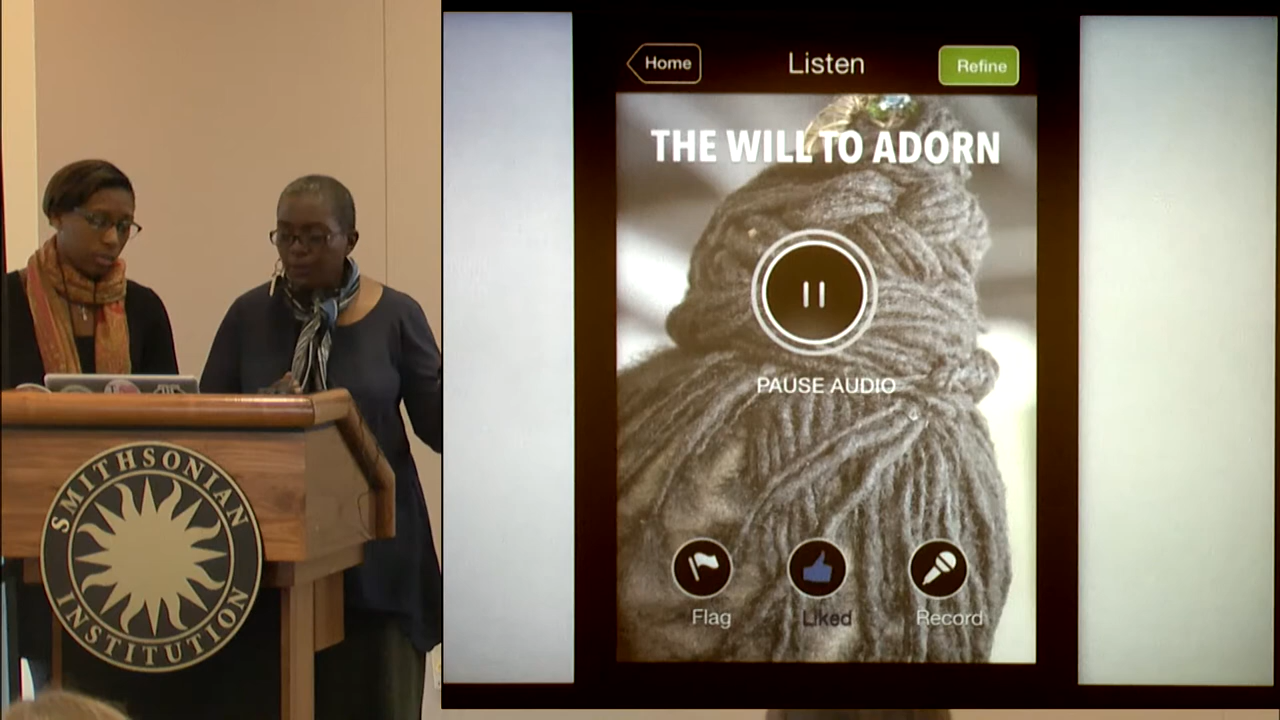 Home
Listen
Refine
THE WILL TO ADORN
PAUSE AUDIO
Flag
Liked
Record
SMITHSONIAN
INSTITUTION